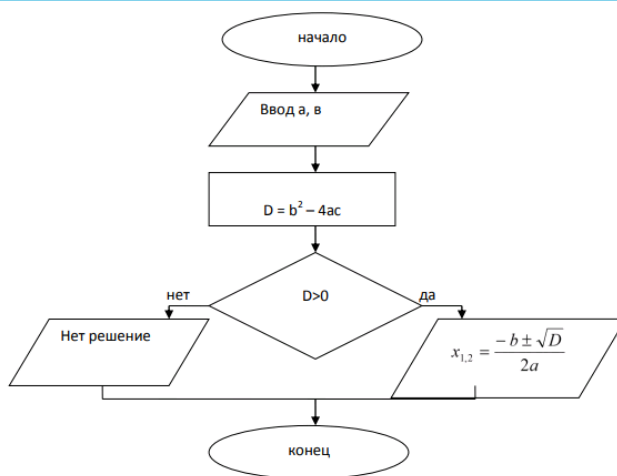 начало
Ввод а, в
D = b² – 4ac
D>0
нет
да
Нет решение
x₁,₂ = (−b ± √D) / 2a
конец